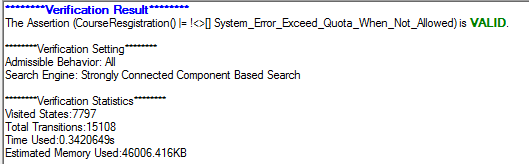 ********Verification Result********
The Assertion (CourseResgistration() |= !<>[] System_Error_Exceed_Quota_When_Not_Allowed) is VALID.
********Verification Setting********
Admissible Behavior: All
Search Engine: Strongly Connected Component Based Search
********Verification Statistics********
Visited States:7797
Total Transitions:15108
Time Used:0.3420649s
Estimated Memory Used:46006.416KB